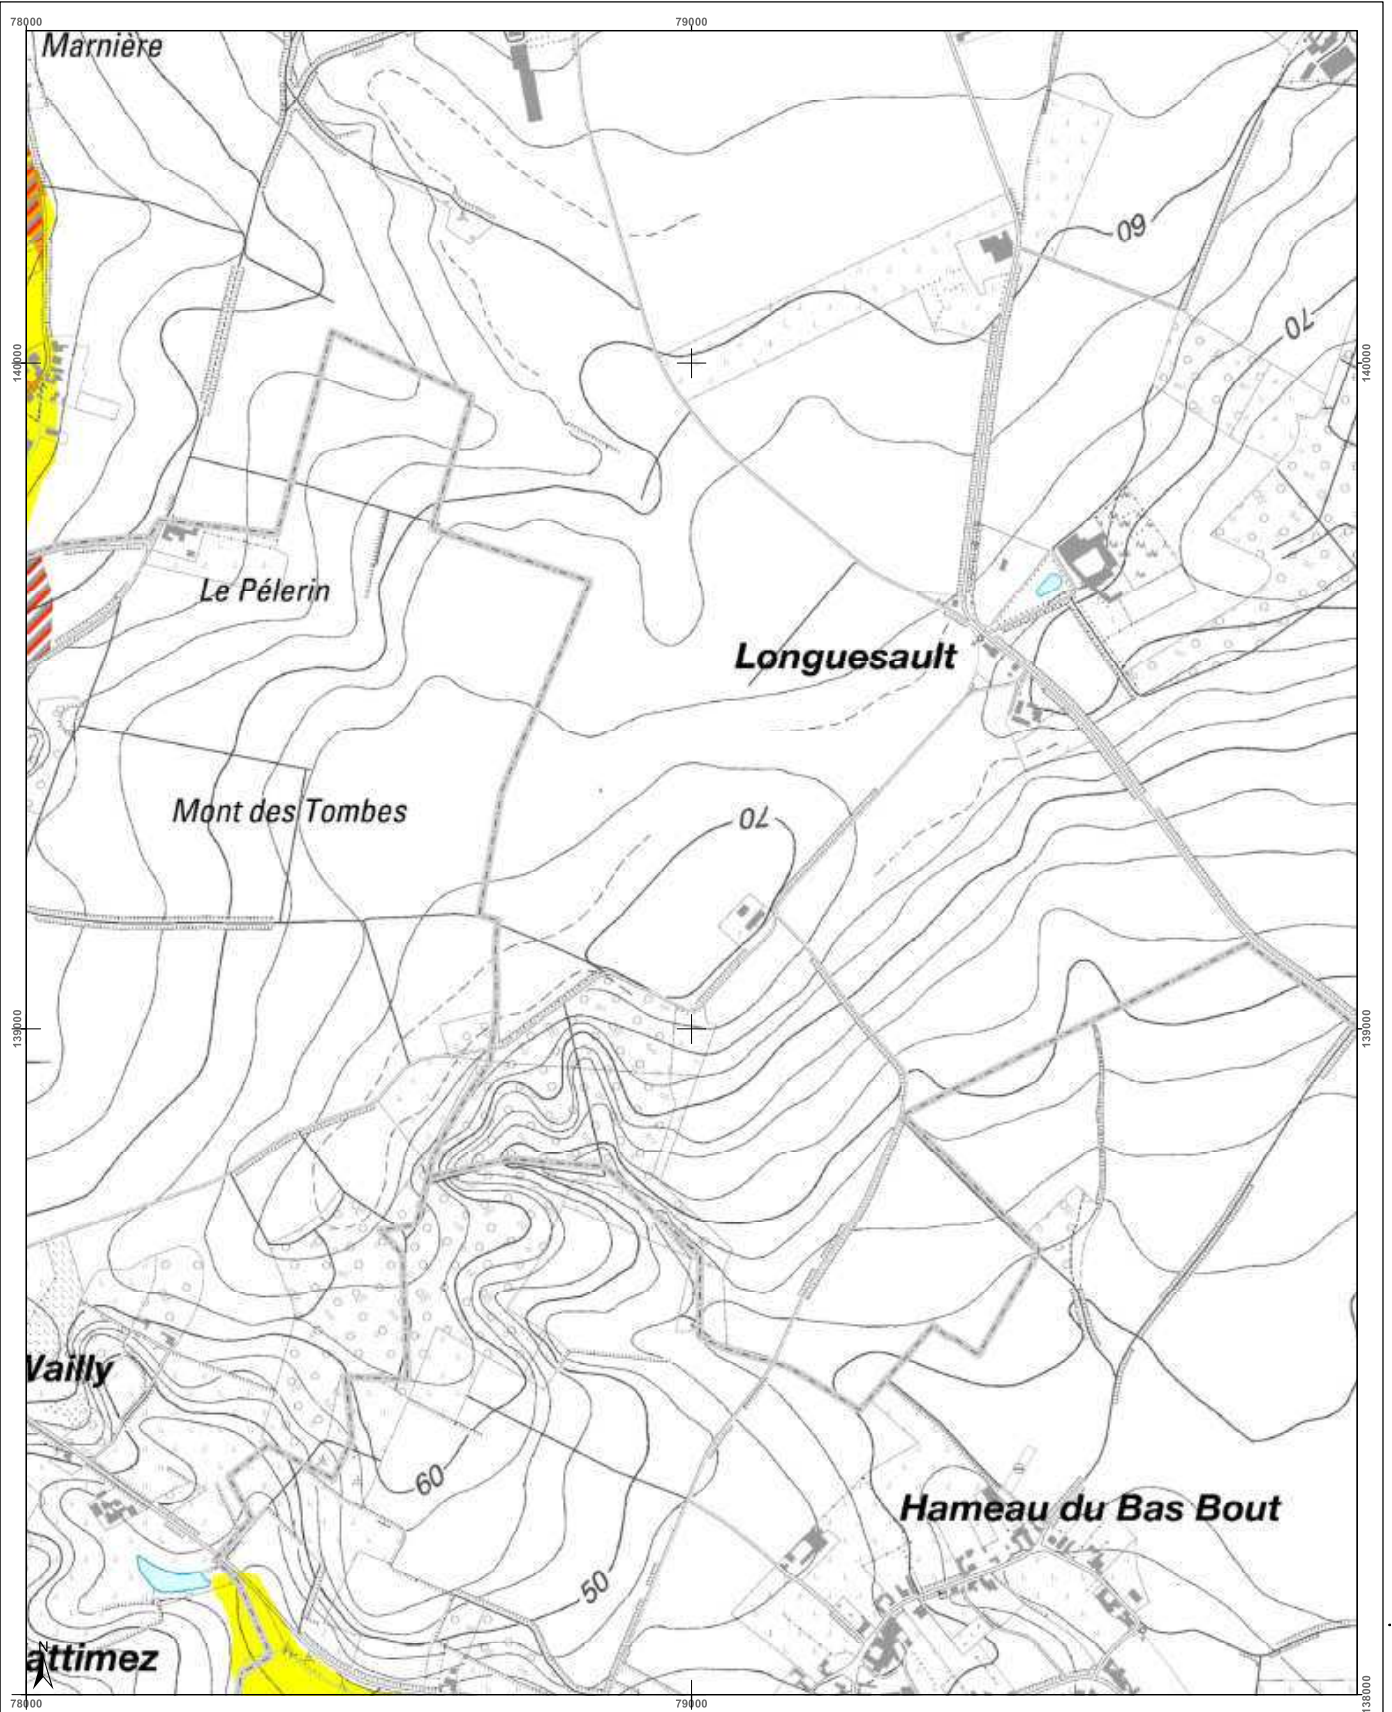 78000
79000
Marnière
60
70
140000
140000
Le Pélerin
Longuesault
Mont des Tombes
70
139000
139000
Vailly
60
Hameau du Bas Bout
50
attimez
N
78000
79000
138000